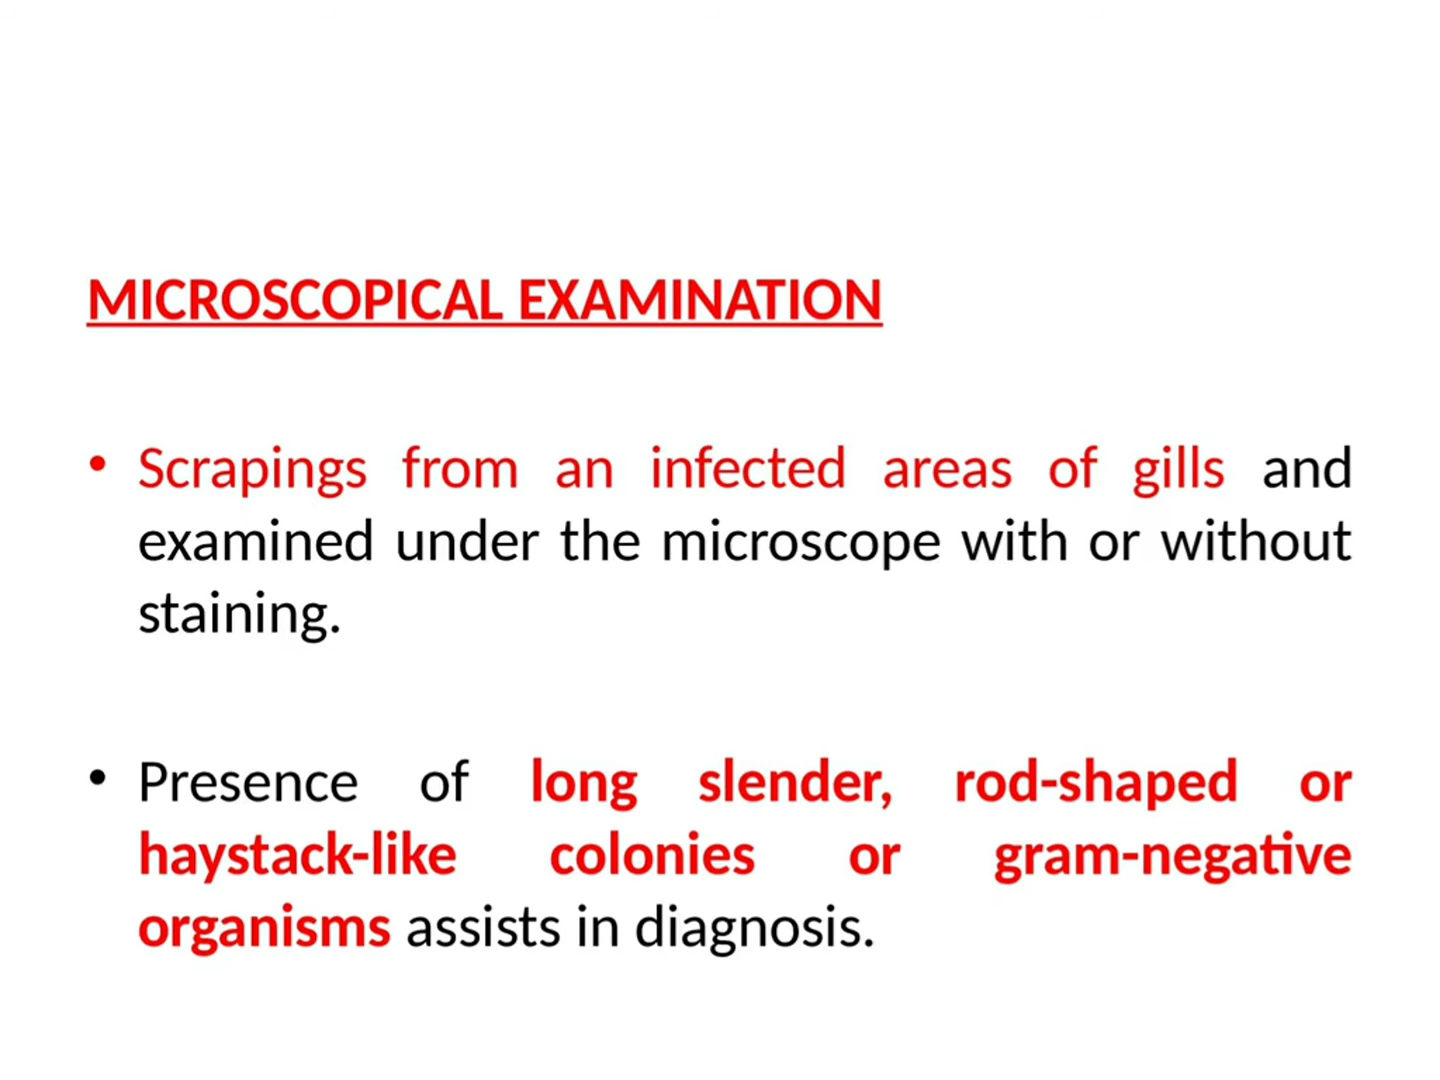 MICROSCOPICAL EXAMINATION
• Scrapings from an infected areas of gills and
examined under the microscope with or without
staining.
• Presence of long slender, rod-shaped or
haystack-like colonies or gram-negative
organisms assists in diagnosis.